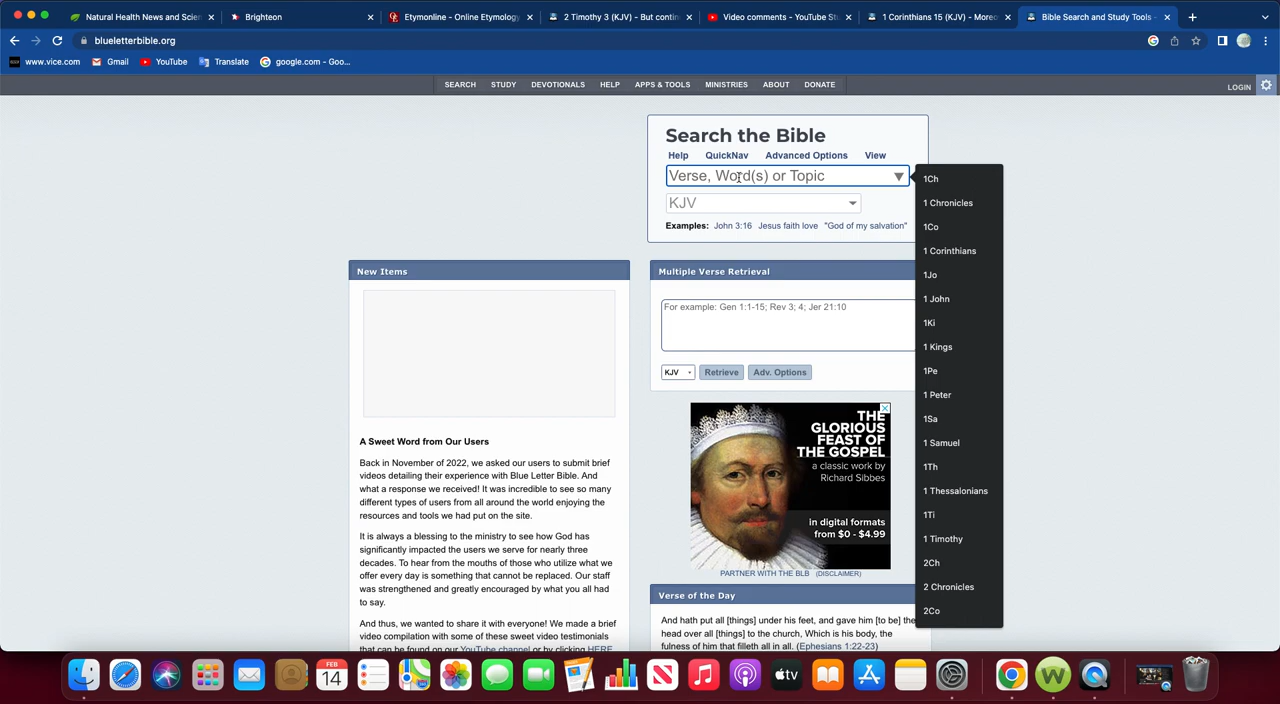 Natural Health News and Scien
Brighteon
Etymonline - Online Etymology
2 Timothy 3 (KJV) - But contin
Video comments - YouTube St
1 Corinthians 15 (KJV) - Moreo
Bible Search and Study Tools -
blueletterbible.org
www.vice.com
Gmail
YouTube
Translate
google.com - Goo...
SEARCH STUDY DEVOTIONALS HELP APPS & TOOLS MINISTRIES ABOUT DONATE
LOGIN
Search the Bible
Help QuickNav Advanced Options View
Verse, Word(s) or Topic
KJV
Examples: John 3:16 Jesus faith love "God of my salvation"
1Ch
1 Chronicles
1Co
1 Corinthians
1Jo
1 John
1Ki
1 Kings
1Pe
1 Peter
1Sa
1 Samuel
1Th
1 Thessalonians
1Ti
1 Timothy
2Ch
2 Chronicles
2Co
New Items
A Sweet Word from Our Users
Back in November of 2022, we asked our users to submit brief
videos detailing their experience with Blue Letter Bible. And
what a response we received! It was incredible to see so many
different types of users from all around the world enjoying the
resources and tools we had put on the site.
It is always a blessing to the ministry to see how God has
significantly impacted the users we serve for nearly three
decades. To hear from the mouths of those who utilize what we
offer every day is something that cannot be replaced. Our staff
was strengthened and greatly encouraged by what you all had
to say.
And thus, we wanted to share it with everyone! We made a brief
video compilation with some of these sweet video testimonials
that can be found on our YouTube channel or by clicking HERE
Multiple Verse Retrieval
For example: Gen 1:1-15; Rev 3; 4; Jer 21:10
KJV Retrieve Adv. Options
THE
GLORIOUS
FEAST OF
THE GOSPEL
a classic work by
Richard Sibbes
in digital formats
from $0 - $4.99
PARTNER WITH THE BLB (DISCLAIMER)
Verse of the Day
And hath put all [things] under his feet, and gave him [to be] the
head over all [things] to the church, Which is his body, the
fulness of him that filleth all in all. (Ephesians 1:22-23)
FEB
14
tv